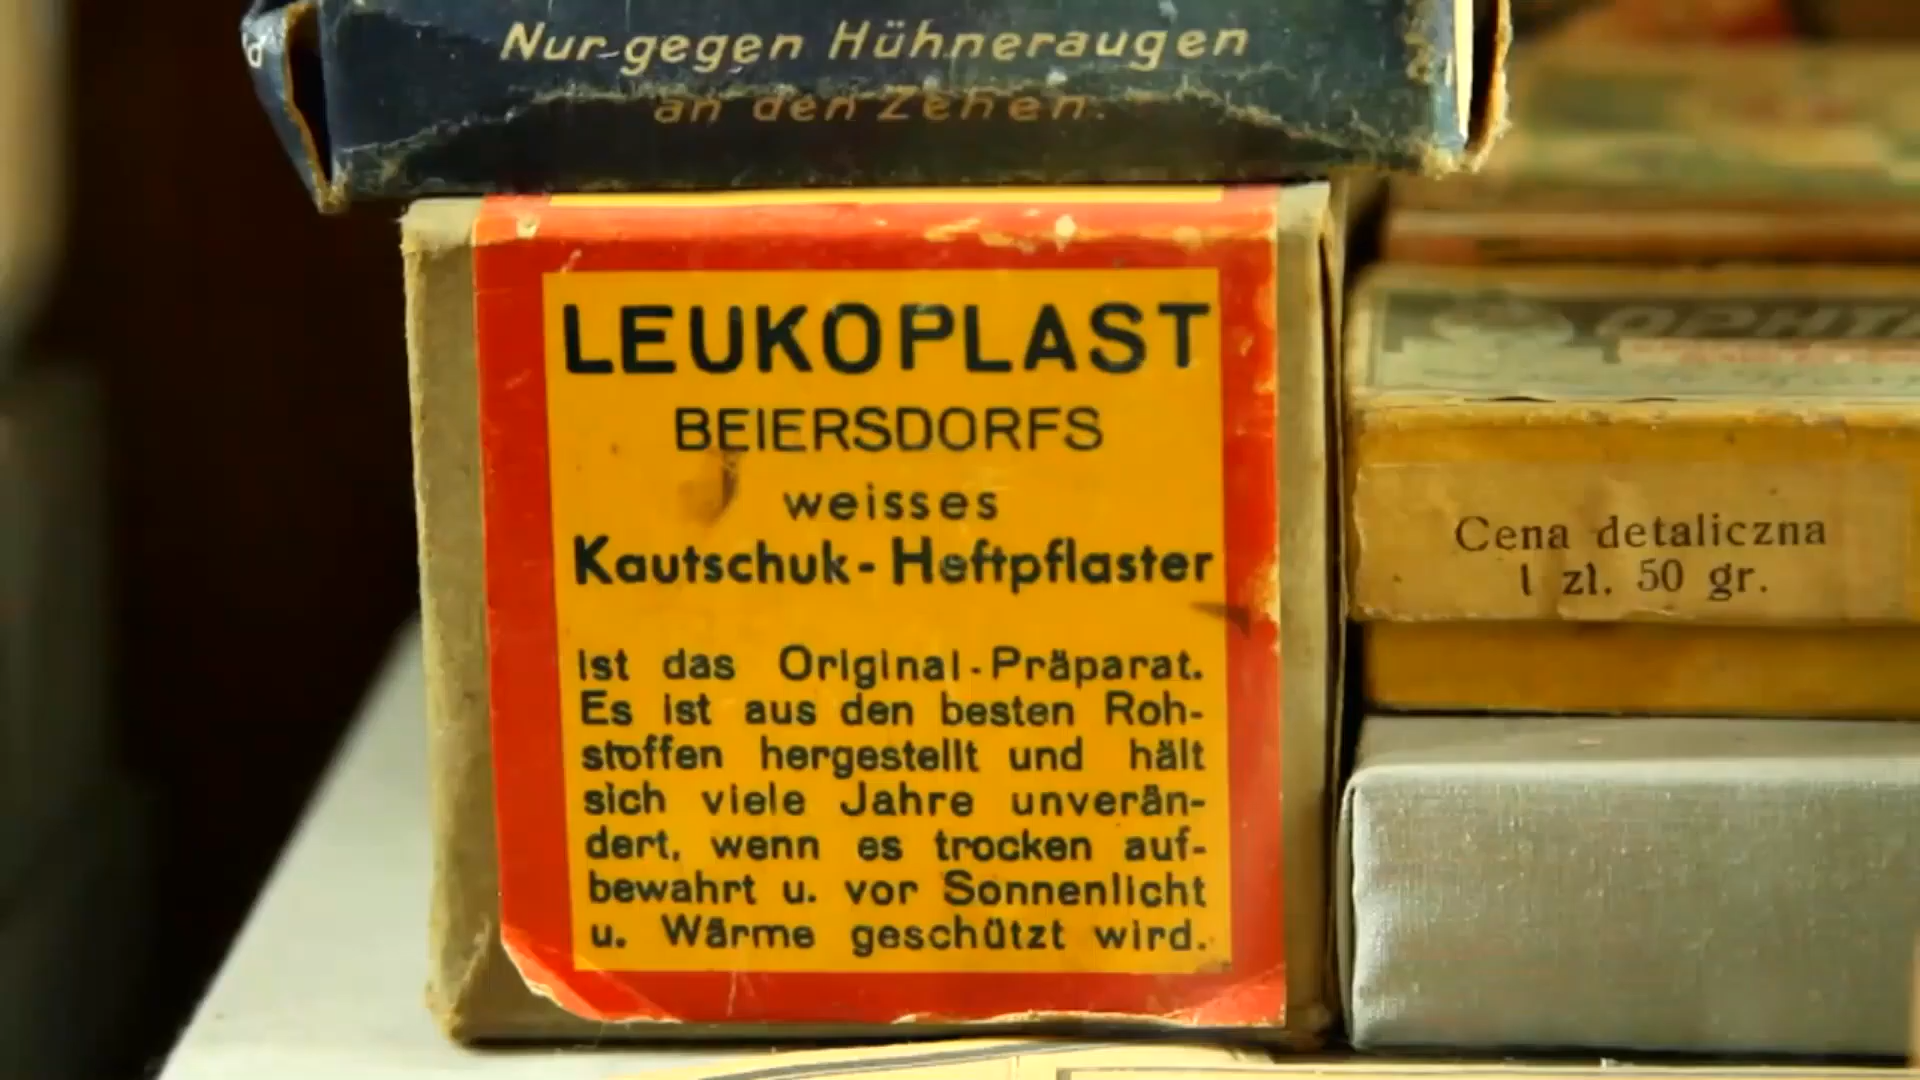 Nur gegen Hühneraugen
an den Zehen.
LEUKOPLAST
BEIERSDORFS
weisses
Kautschuk-Heftpflaster
ist das Original-Präparat.
Es ist aus den besten Roh-
stoffen hergestellt und hält
sich viele Jahre unverän-
dert, wenn es trocken auf-
bewahrt u. vor Sonnenlicht
u. Wärme geschützt wird.
Cena detaliczna
1 zł. 50 gr.